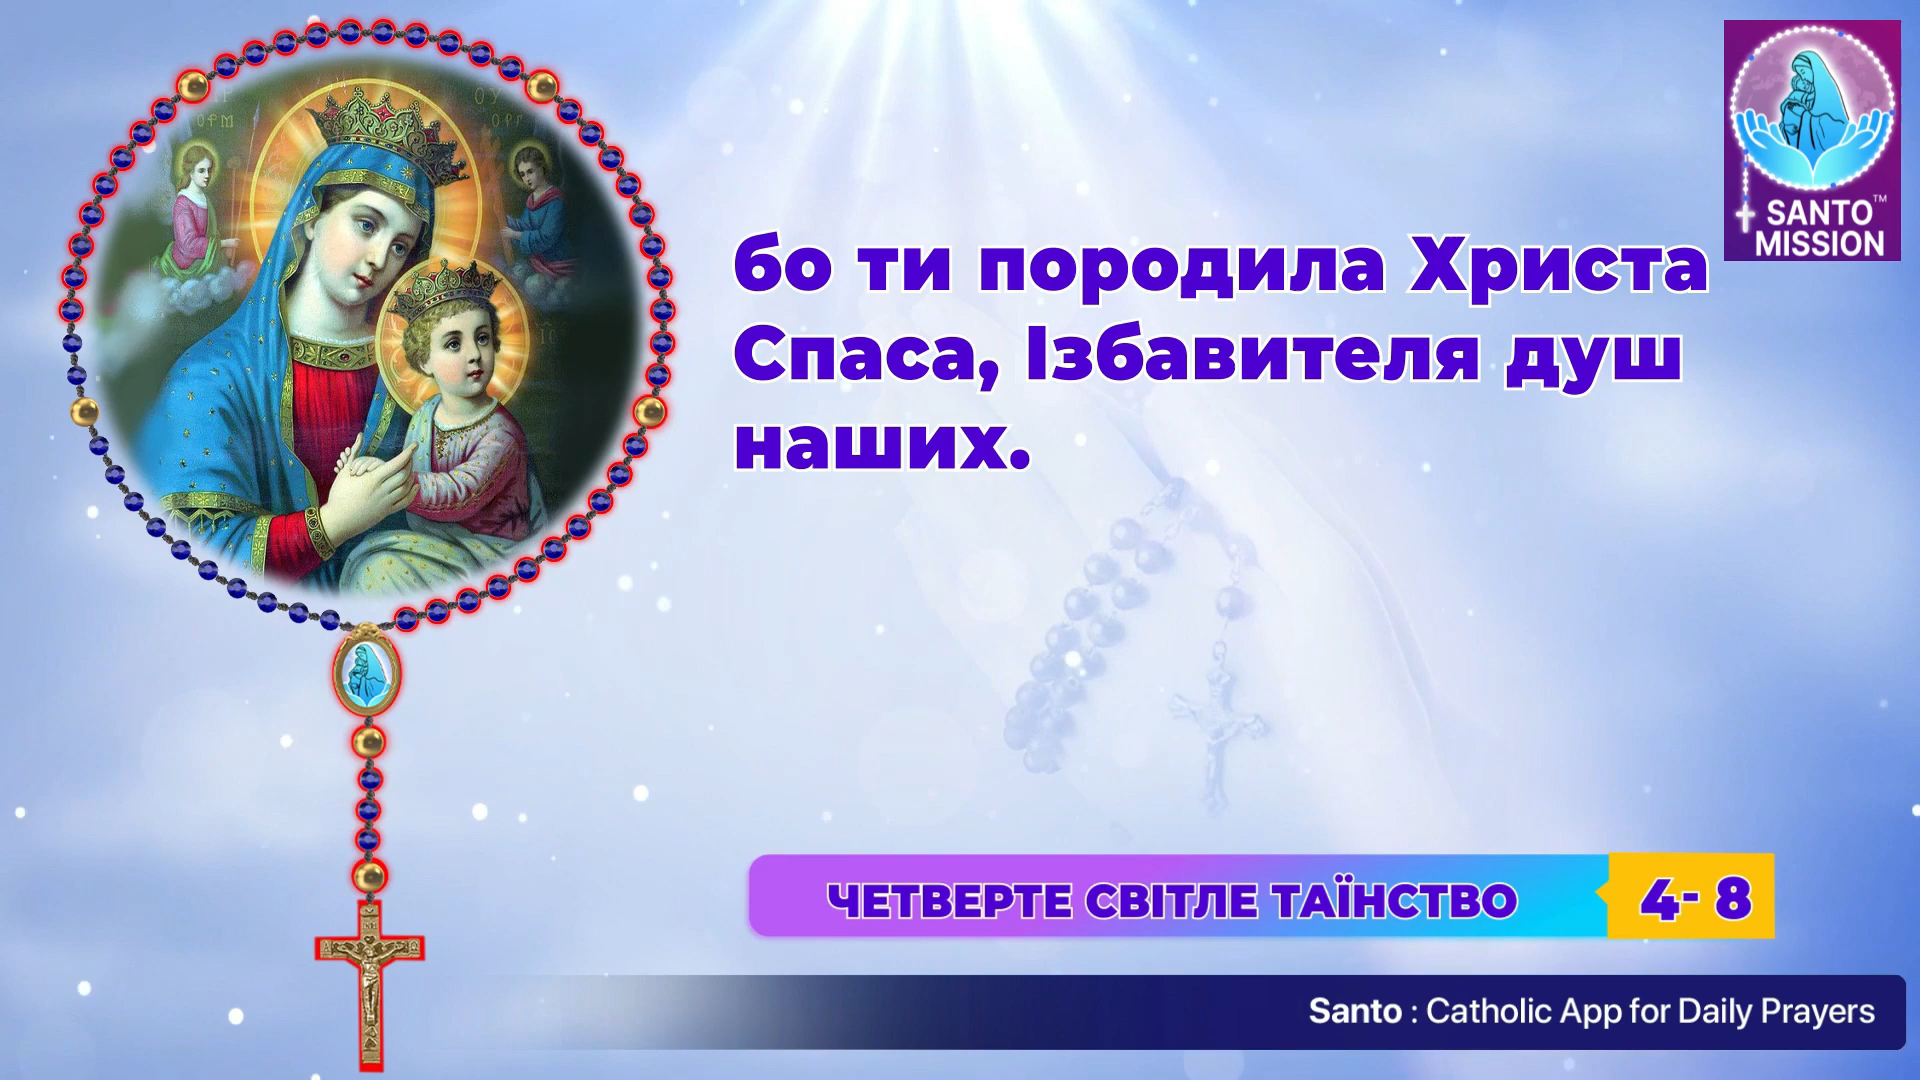 SANTO™
MISSION
бо ти породила Христа
Спаса, Ізбавителя душ
наших.
ЧЕТВЕРТЕ СВІТЛЕ ТАЇНСТВО
4- 8
Santo : Catholic App for Daily Prayers